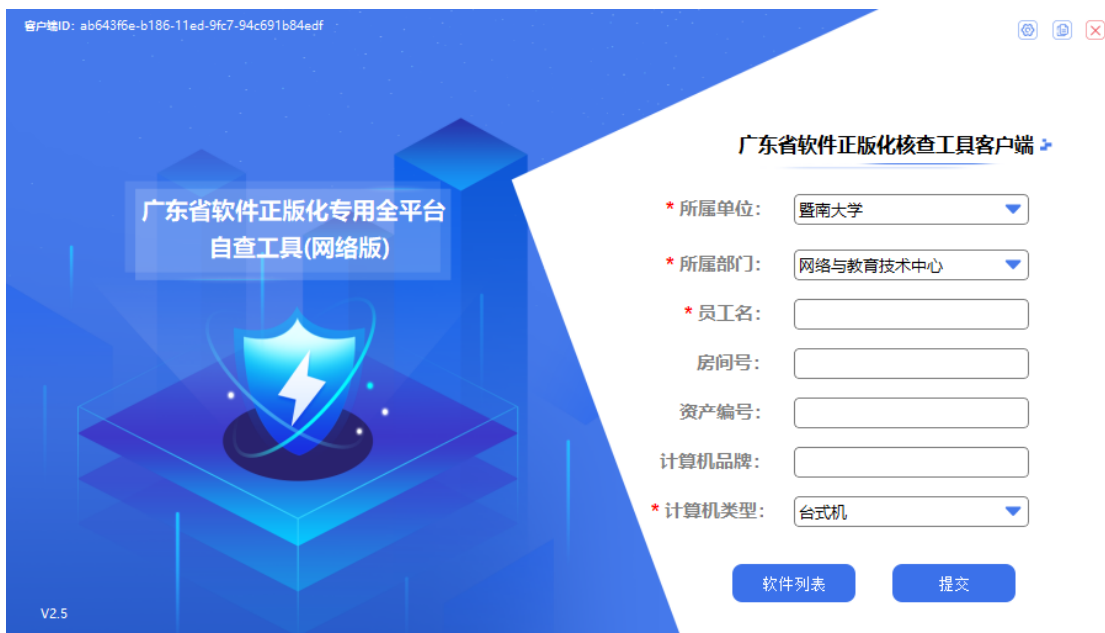 客户端ID: ab643f6e-b186-11ed-9fc7-94c691b84edf
广东省软件正版化专用全平台
自查工具(网络版)
V2.5
广东省软件正版化核查工具客户端
* 所属单位: 暨南大学
* 所属部门: 网络与教育技术中心
* 员工名:
房间号:
资产编号:
计算机品牌:
* 计算机类型: 台式机
软件列表 提交